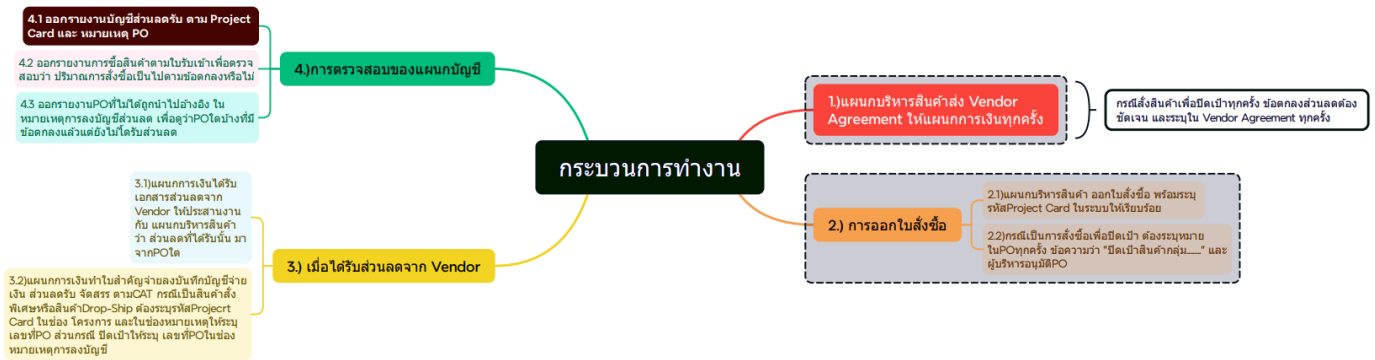 กระบวนการทำงาน
1.)แผนกบริหารสินค้าส่ง Vendor
Agreement ให้แผนกการเงินทุกครั้ง
กรณีสั่งสินค้าเพื่อปิดเป้าทุกครั้ง ข้อตกลงส่วนลดต้อง
ชัดเจน และระบุใน Vendor Agreement ทุกครั้ง
2.) การออกใบสั่งซื้อ
2.1)แผนกบริหารสินค้า ออกใบสั่งซื้อ พร้อมระบุ
รหัสProject Card ในระบบให้เรียบร้อย
2.2)กรณีเป็นการสั่งซื้อเพื่อปิดเป้า ต้องระบุหมาย
ในPOทุกครั้ง ข้อความว่า "ปิดเป้าสินค้ากลุ่ม....." และ
ผู้บริหารอนุมัติPO
3.) เมื่อได้รับส่วนลดจาก Vendor
3.1)แผนกการเงินได้รับ
เอกสารส่วนลดจาก
Vendor ให้ประสานงาน
กับ แผนกบริหารสินค้า
ว่า ส่วนลดที่ได้รับนั้น มา
จากPOใด
3.2)แผนกการเงินทำใบสำคัญจ่ายลงบันทึกบัญชีจ่าย
เงิน ส่วนลดรับ จัดสรร ตามCAT กรณีเป็นสินค้าสั่ง
พิเศษหรือสินค้าDrop-Ship ต้องระบุรหัสProjecrt
Card ในช่อง โครงการ และในช่องหมายเหตุให้ระบุ
เลขที่PO ส่วนกรณี ปิดเป้าให้ระบุ เลขที่POในช่อง
หมายเหตุการลงบัญชี
4.)การตรวจสอบของแผนกบัญชี
4.1 ออกรายงานบัญชีส่วนลดรับ ตาม Project
Card และ หมายเหตุ PO
4.2 ออกรายงานการซื้อสินค้าตามใบรับเข้าเพื่อตรวจ
สอบว่า ปริมาณการสั่งซื้อเป็นไปตามข้อตกลงหรือไม่
4.3 ออกรายงานPOที่ไม่ได้ถูกนำไปอ้างอิง ใน
หมายเหตุการลงบัญชีส่วนลด เพื่อดูว่าPOใดบ้างที่มี
ข้อตกลงแล้วแต่ยังไม่ได้รับส่วนลด